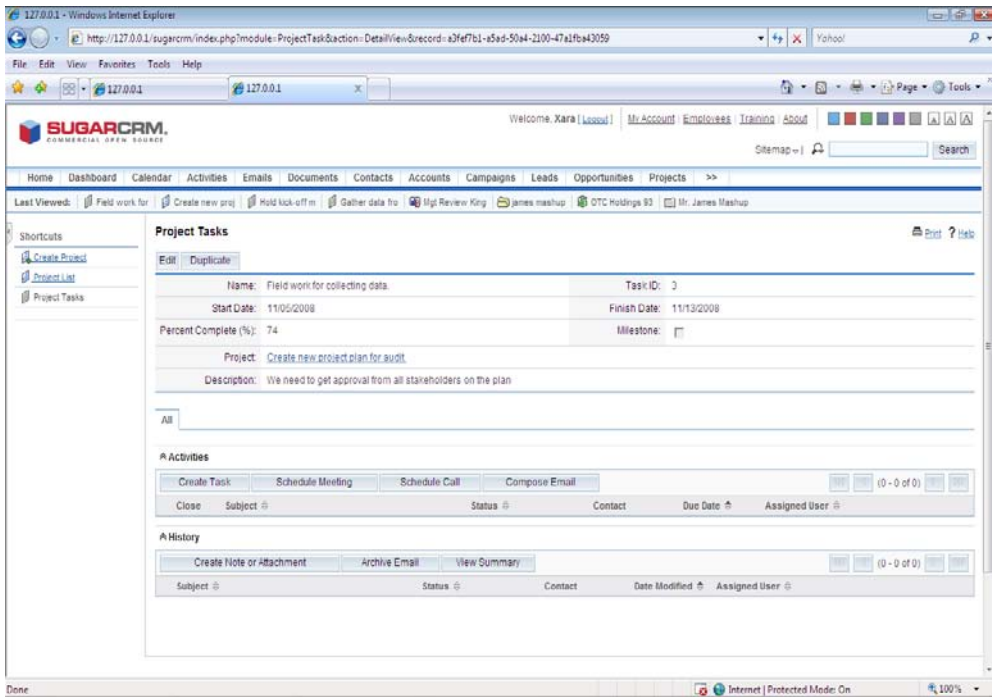 127.0.0.1 - Windows Internet Explorer
http://127.0.0.1/sugarcrm/index.php?module=ProjectTask&action=DetailView&record=a3fef7b1-a5ad-50a4-2100-47a1fba43059
Yahoo!
File Edit View Favorites Tools Help
127.0.0.1 127.0.0.1 x Page Tools
Welcome, Xara [Logout] My Account Employees Training About A A A
SUGARCRM.
COMMERCIAL OPEN SOURCE
Sitemap Search
Home Dashboard Calendar Activities Emails Documents Contacts Accounts Campaigns Leads Opportunities Projects >>
Last Viewed: Field work for Create new proj Hold kick-off m Gather data fro Mgt Review King james mashup OTC Holdings 93 Mr. James Mashup
Shortcuts
Create Project
Project List
Project Tasks
Project Tasks
Print ? Help
Edit Duplicate
Name: Field work for collecting data. Task ID: 3
Start Date: 11/05/2008 Finish Date: 11/13/2008
Percent Complete (%): 74 Milestone:
Project: Create new project plan for audit.
Description: We need to get approval from all stakeholders on the plan
All
Activities
Create Task Schedule Meeting Schedule Call Compose Email (0 - 0 of 0)
Close Subject Status Contact Due Date Assigned User
History
Create Note or Attachment Archive Email View Summary (0 - 0 of 0)
Subject Status Contact Date Modified Assigned User
Done Internet | Protected Mode: On 100%